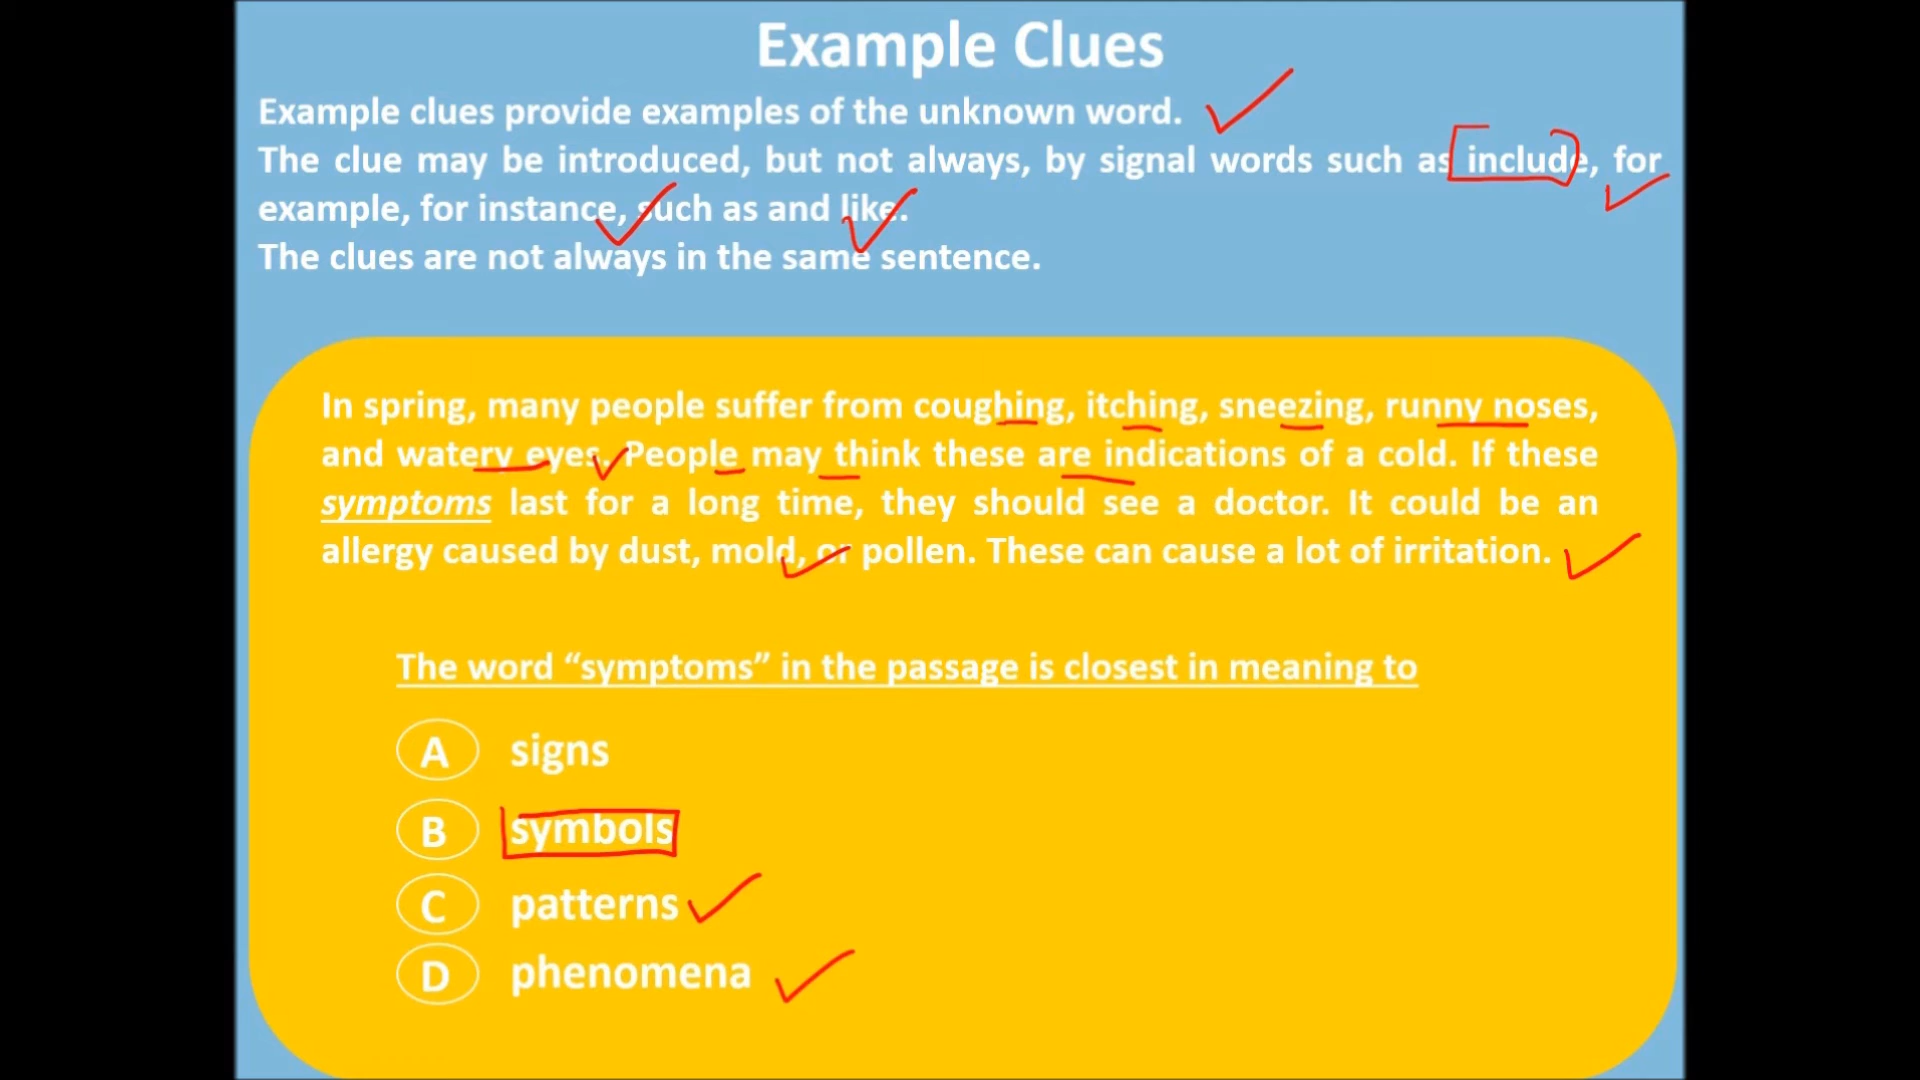 Example Clues
Example clues provide examples of the unknown word.
The clue may be introduced, but not always, by signal words such as include, for
example, for instance, such as and like.
The clues are not always in the same sentence.
In spring, many people suffer from coughing, itching, sneezing, runny noses,
and watery eyes. People may think these are indications of a cold. If these
symptoms last for a long time, they should see a doctor. It could be an
allergy caused by dust, mold, or pollen. These can cause a lot of irritation.
The word “symptoms” in the passage is closest in meaning to
A signs
B symbols
C patterns
D phenomena